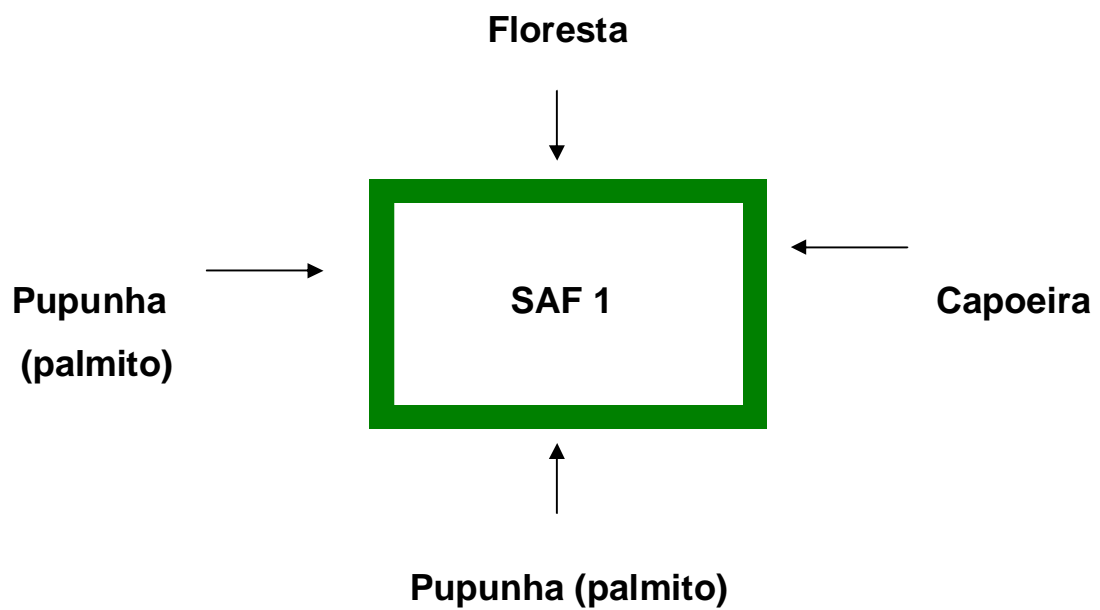 Floresta
Pupunha
(palmito)
SAF 1
Capoeira
Pupunha (palmito)